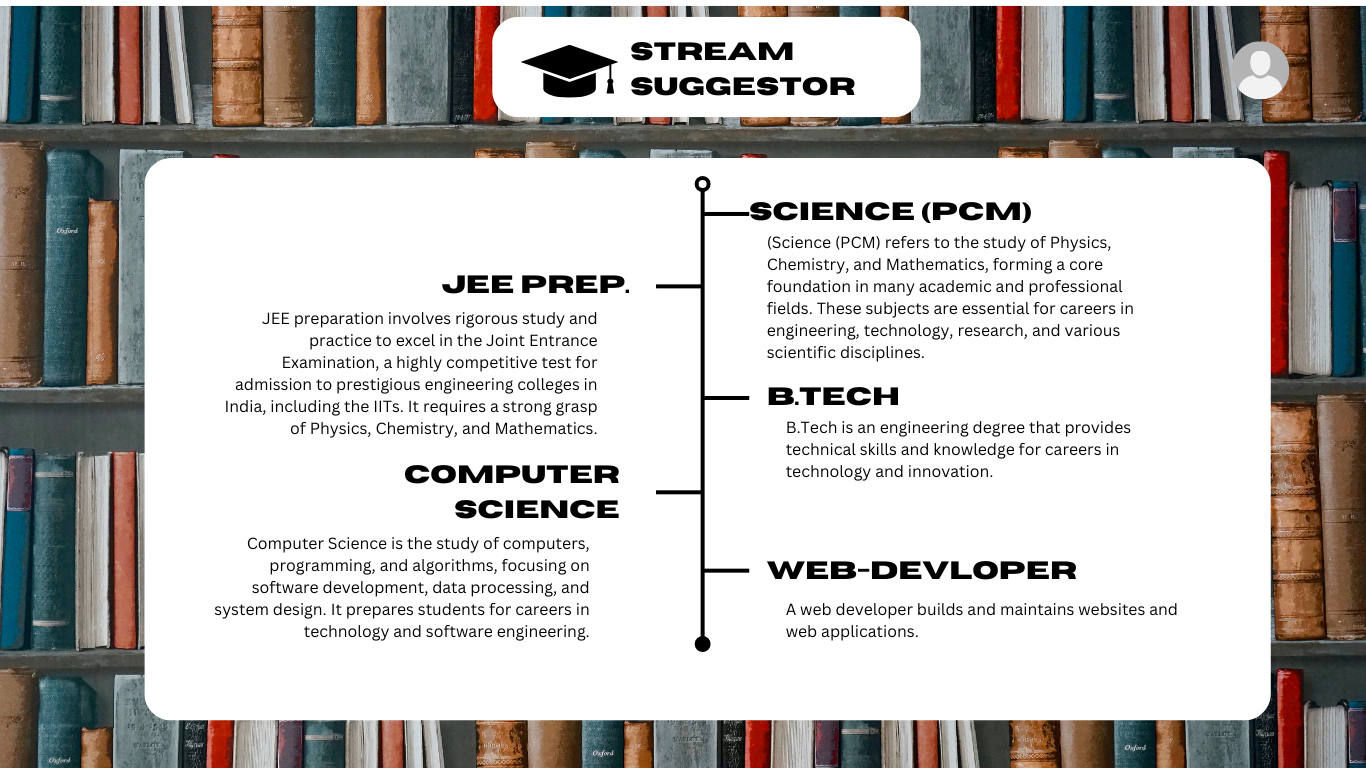 STREAM
SUGGESTOR
SCIENCE (PCM)
(Science (PCM) refers to the study of Physics,
Chemistry, and Mathematics, forming a core
foundation in many academic and professional
fields. These subjects are essential for careers in
engineering, technology, research, and various
scientific disciplines.
JEE PREP.
JEE preparation involves rigorous study and
practice to excel in the Joint Entrance
Examination, a highly competitive test for
admission to prestigious engineering colleges in
India, including the IITs. It requires a strong grasp
of Physics, Chemistry, and Mathematics.
B.TECH
B.Tech is an engineering degree that provides
technical skills and knowledge for careers in
technology and innovation.
COMPUTER
SCIENCE
Computer Science is the study of computers,
programming, and algorithms, focusing on
software development, data processing, and
system design. It prepares students for careers in
technology and software engineering.
WEB-DEVLOPER
A web developer builds and maintains websites and
web applications.
Oxford
Oxford
Oxford
Oxford